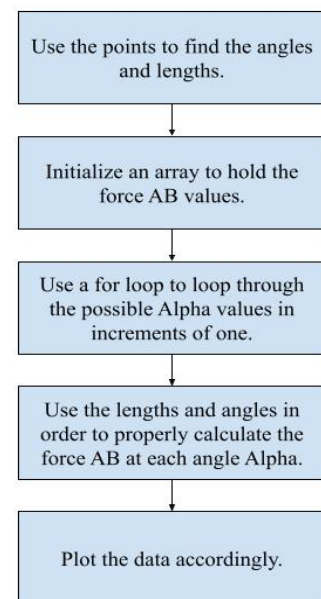 Use the points to find the angles
and lengths.
Initialize an array to hold the
force AB values.
Use a for loop to loop through
the possible Alpha values in
increments of one.
Use the lengths and angles in
order to properly calculate the
force AB at each angle Alpha.
Plot the data accordingly.